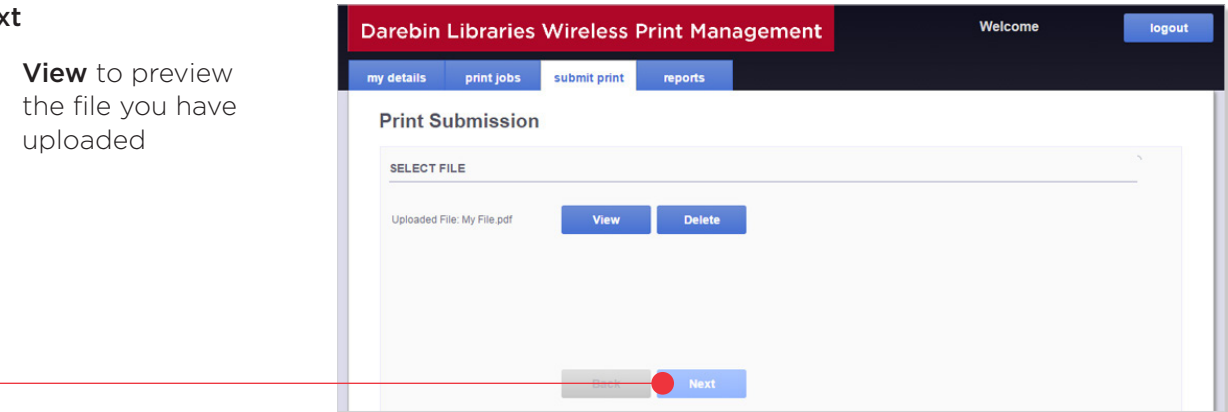 View to preview
the file you have
uploaded
Darebin Libraries Wireless Print Management
Welcome
logout
my details print jobs submit print reports
Print Submission
SELECT FILE
Uploaded File: My File.pdf View Delete
Back Next